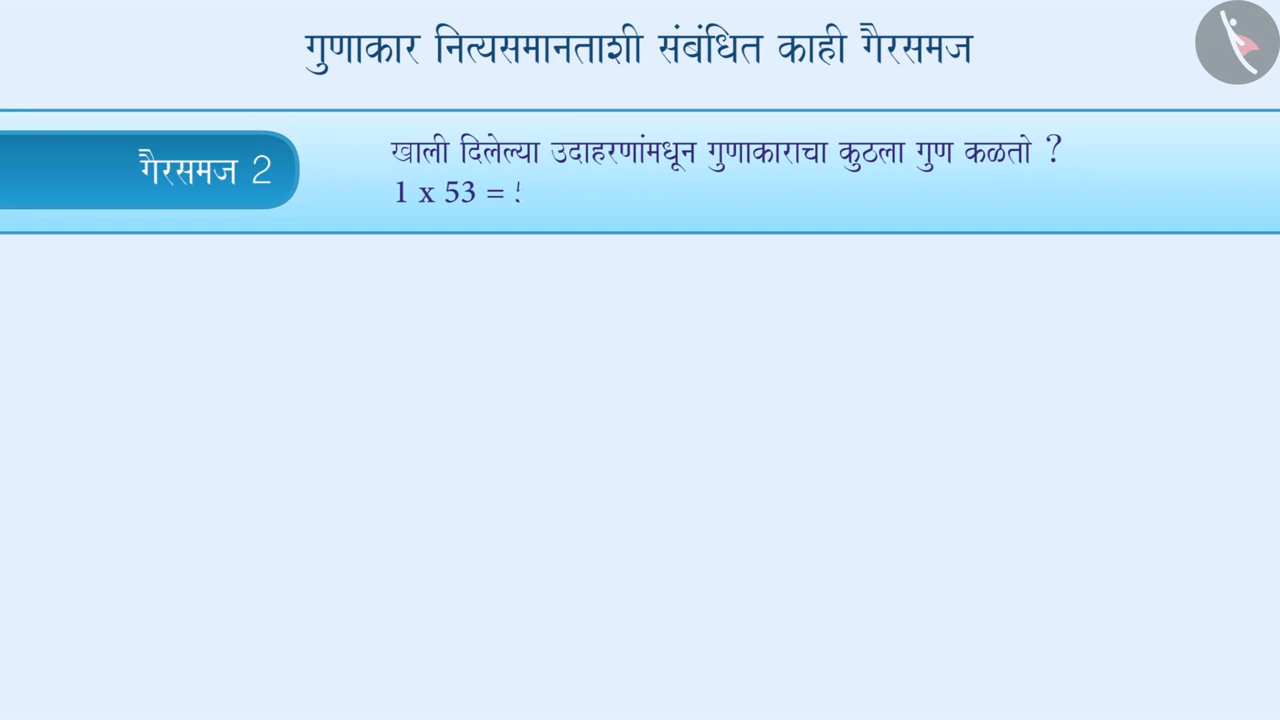 गुणाकार नित्यसमानताशी संबंधित काही गैरसमज
गैरसमज 2
खाली दिलेल्या उदाहरणांमधून गुणाकाराचा कुठला गुण कळतो ?
1 x 53 =